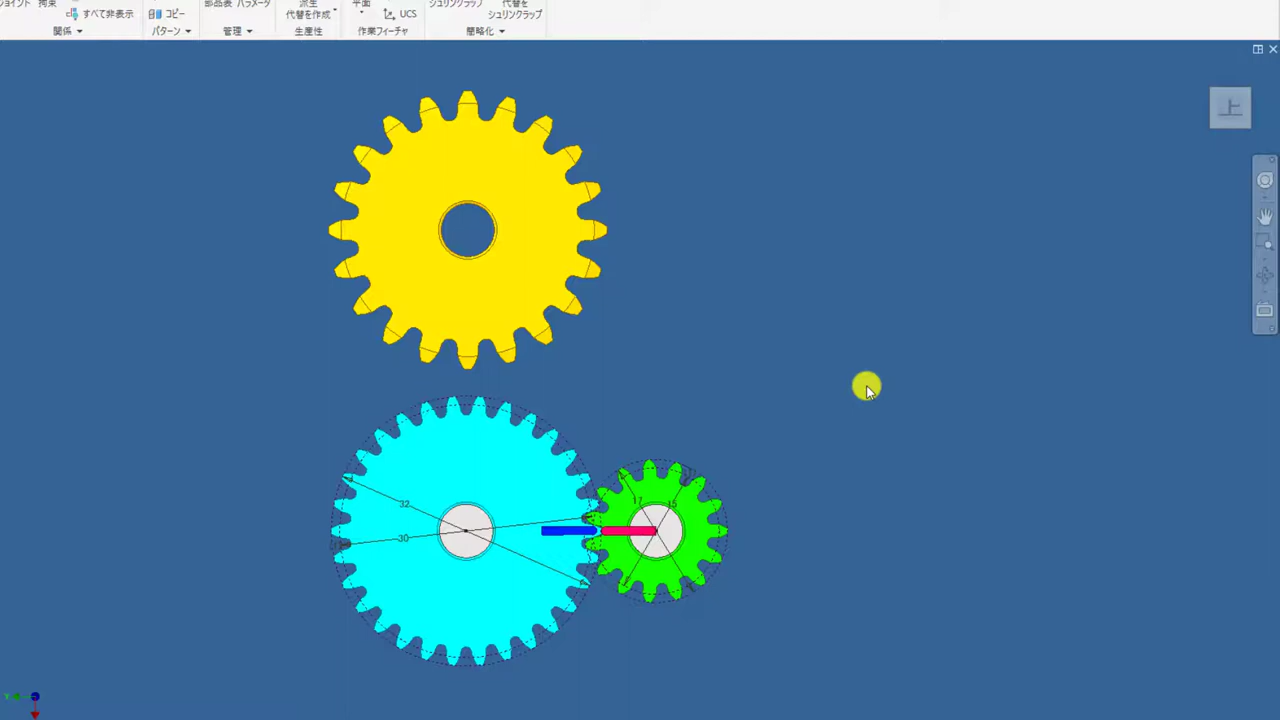 拘束 部品表 パラメータ 派生 平面 シュリンクラップ 代替を
すべて非表示 コピー 代替を作成 UCS シュリンクラップ
関係 パターン 管理 生産性 作業フィーチャ 簡略化
上
32
17 15
30
Y